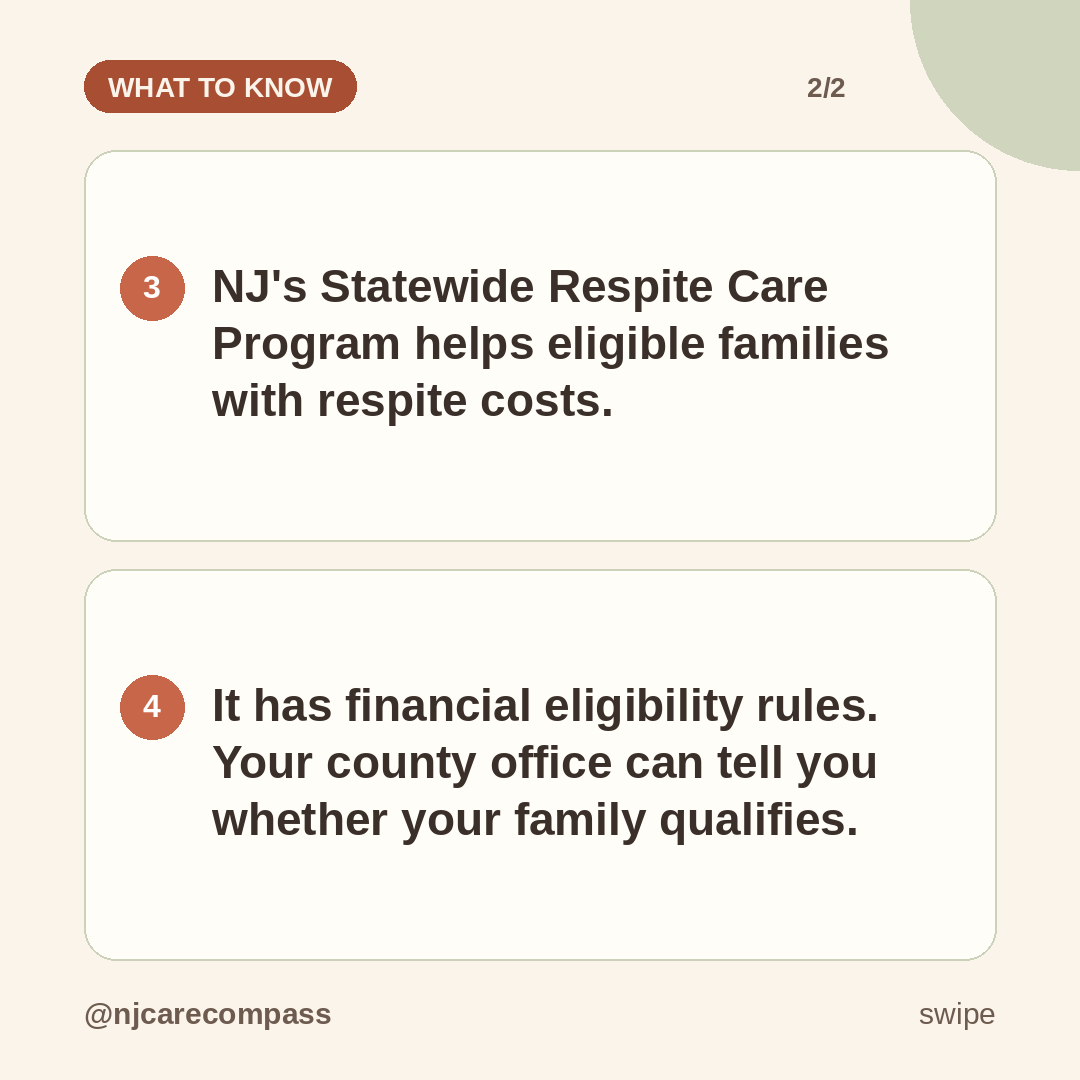 WHAT TO KNOW
2/2
3
NJ's Statewide Respite Care
Program helps eligible families
with respite costs.
4
It has financial eligibility rules.
Your county office can tell you
whether your family qualifies.
@njcarecompass
swipe